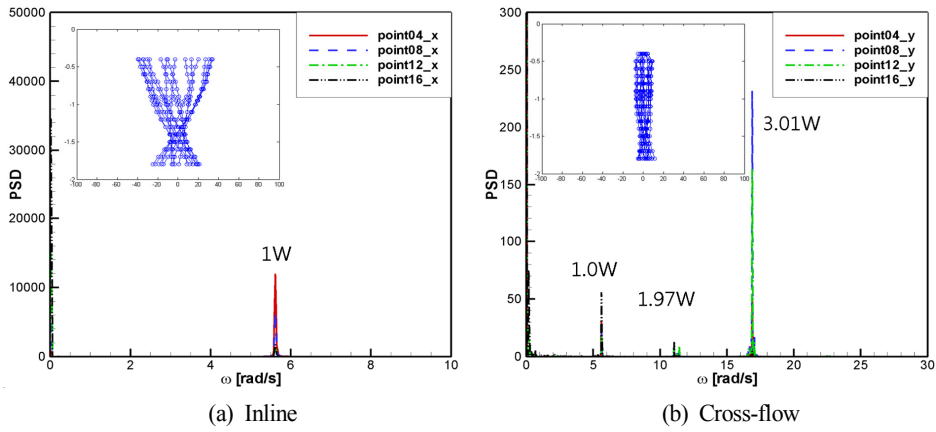 50000
40000
30000
20000
10000
0
PSD
0
-0.5
-1
-1.5
-2
-100 -80 -60 -40 -20 0 20 40 60 80 100
point04_x
point08_x
point12_x
point16_x
1W
0 2 4 6 8 10
ω [rad/s]
(a) Inline
300
250
200
150
100
50
0
PSD
0
-0.5
-1
-1.5
-2
-100 -80 -60 -40 -20 0 20 40 60 80 100
point04_y
point08_y
point12_y
point16_y
3.01W
1.0W
1.97W
0 5 10 15 20 25 30
ω [rad/s]
(b) Cross-flow